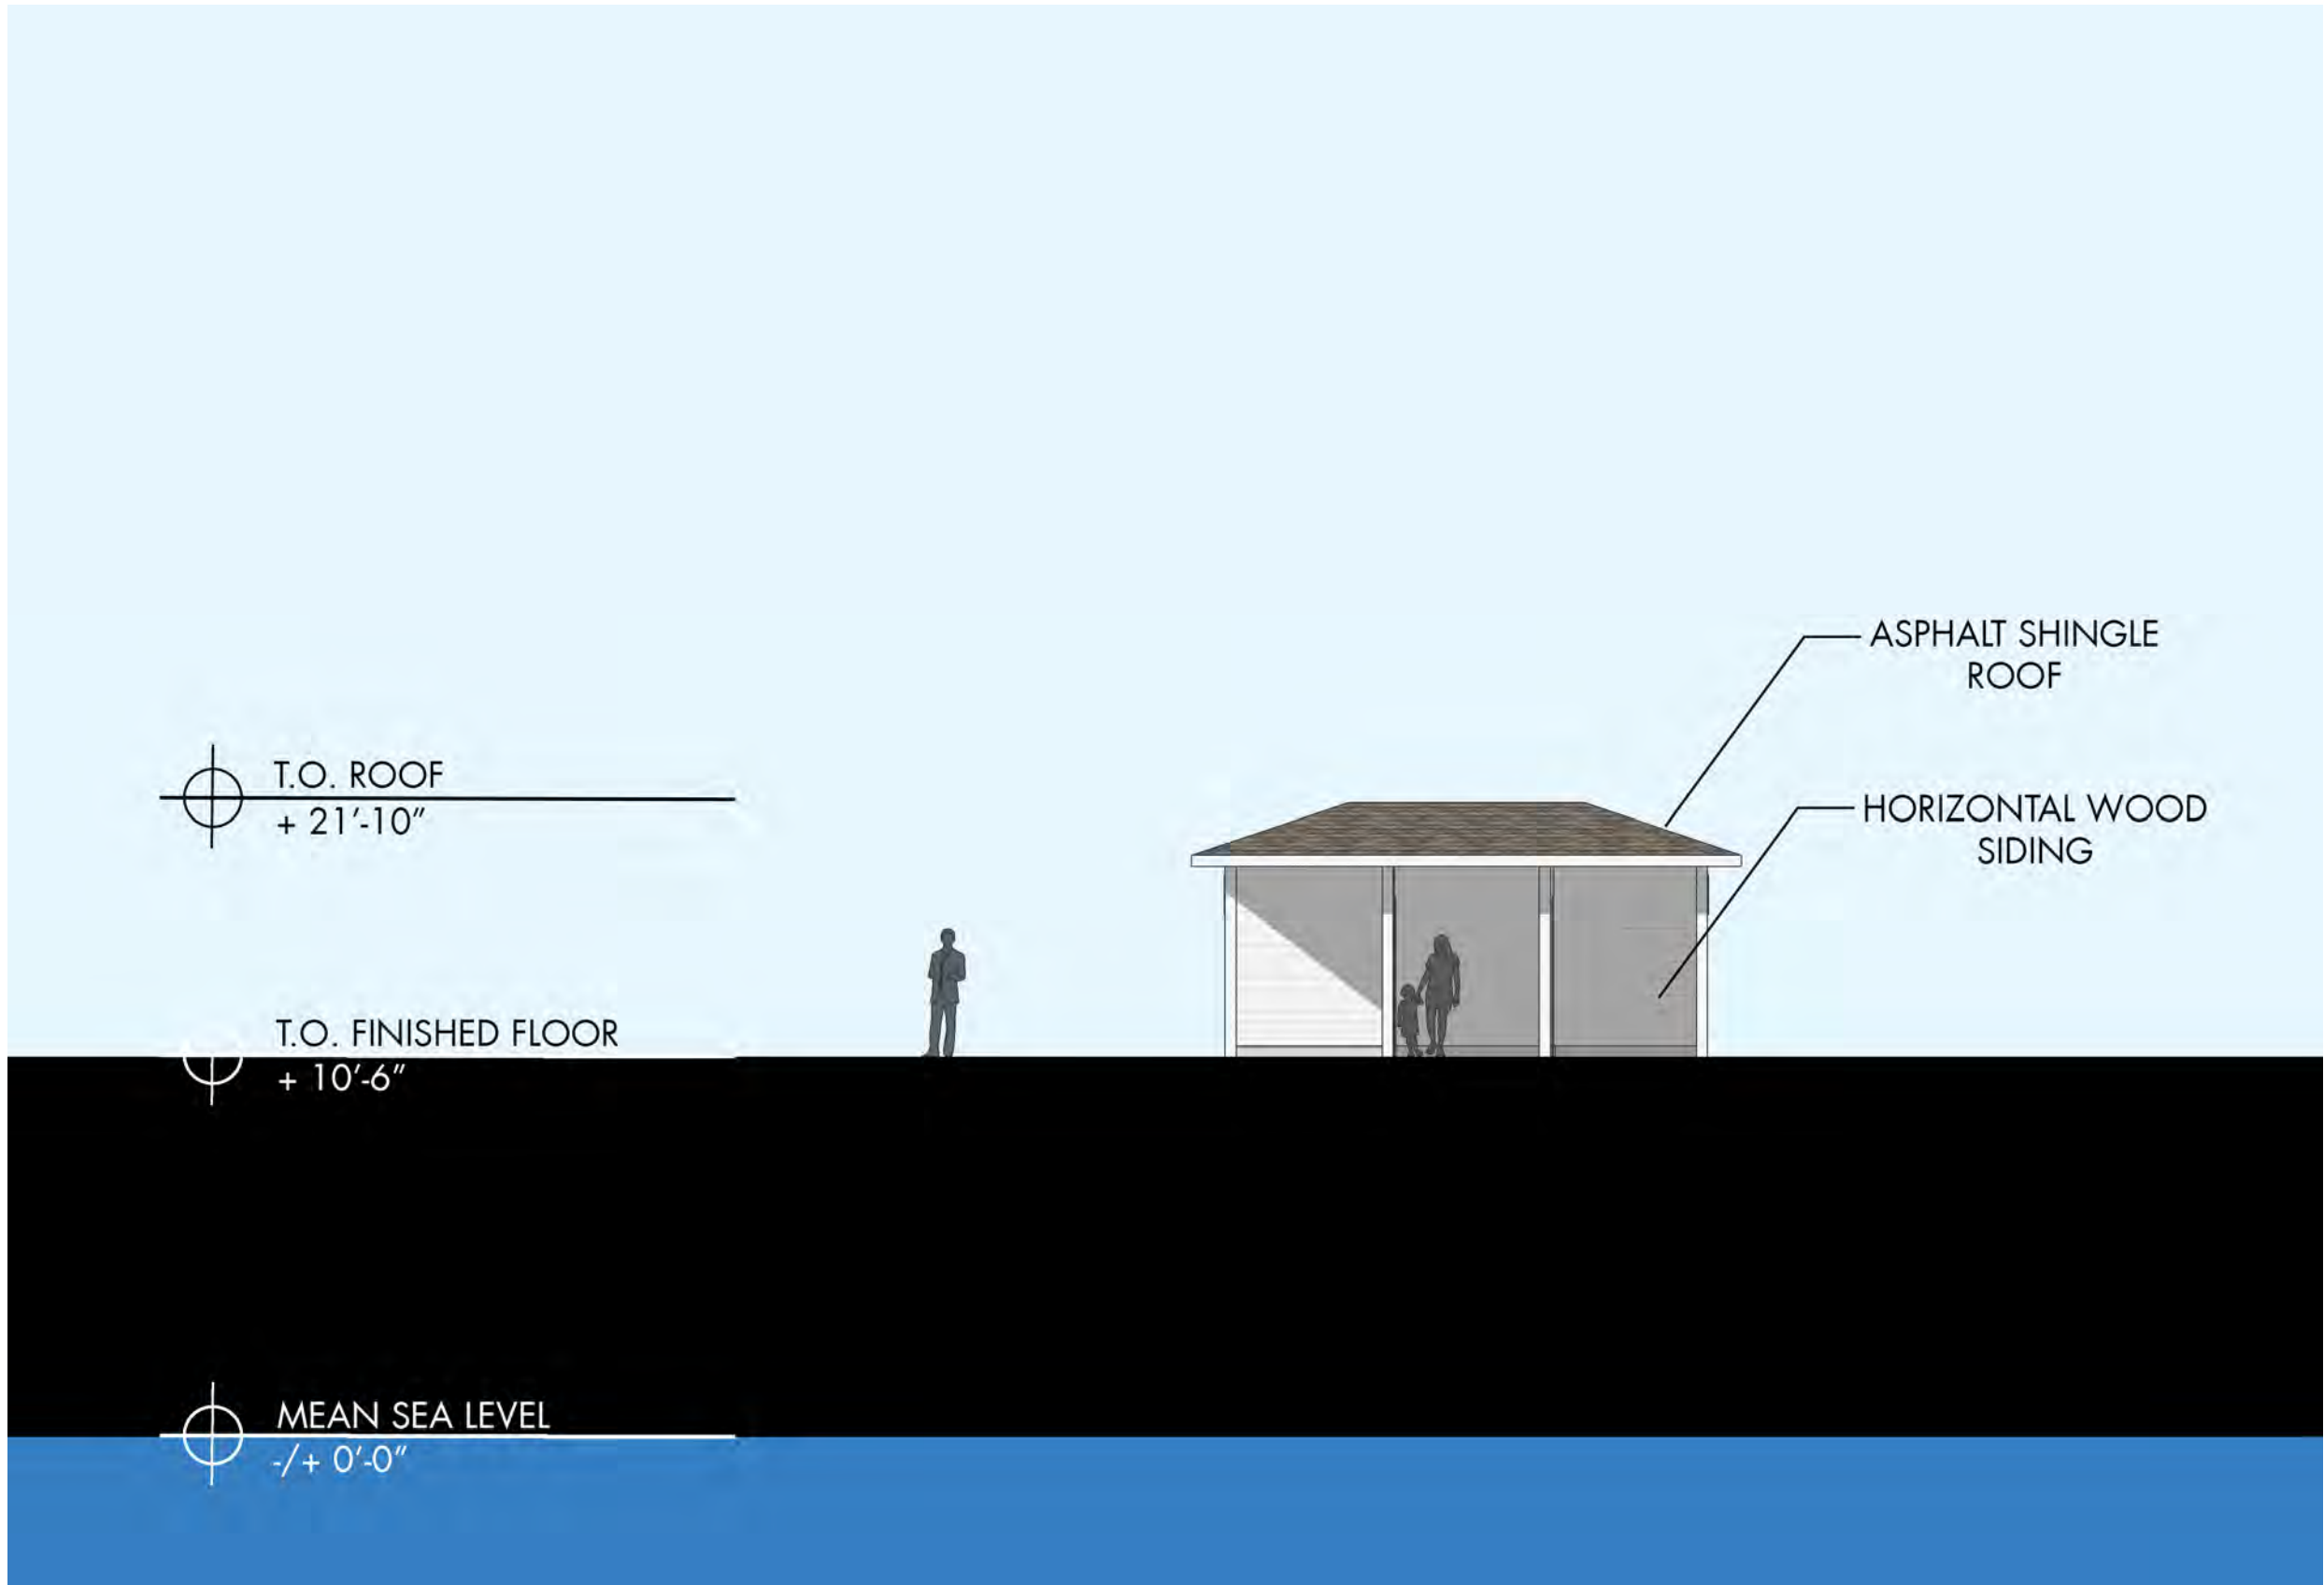 ASPHALT SHINGLE
ROOF
T.O. ROOF
+ 21'-10"
HORIZONTAL WOOD
SIDING
T.O. FINISHED FLOOR
+ 10'-6"
MEAN SEA LEVEL
-/+ 0'-0"